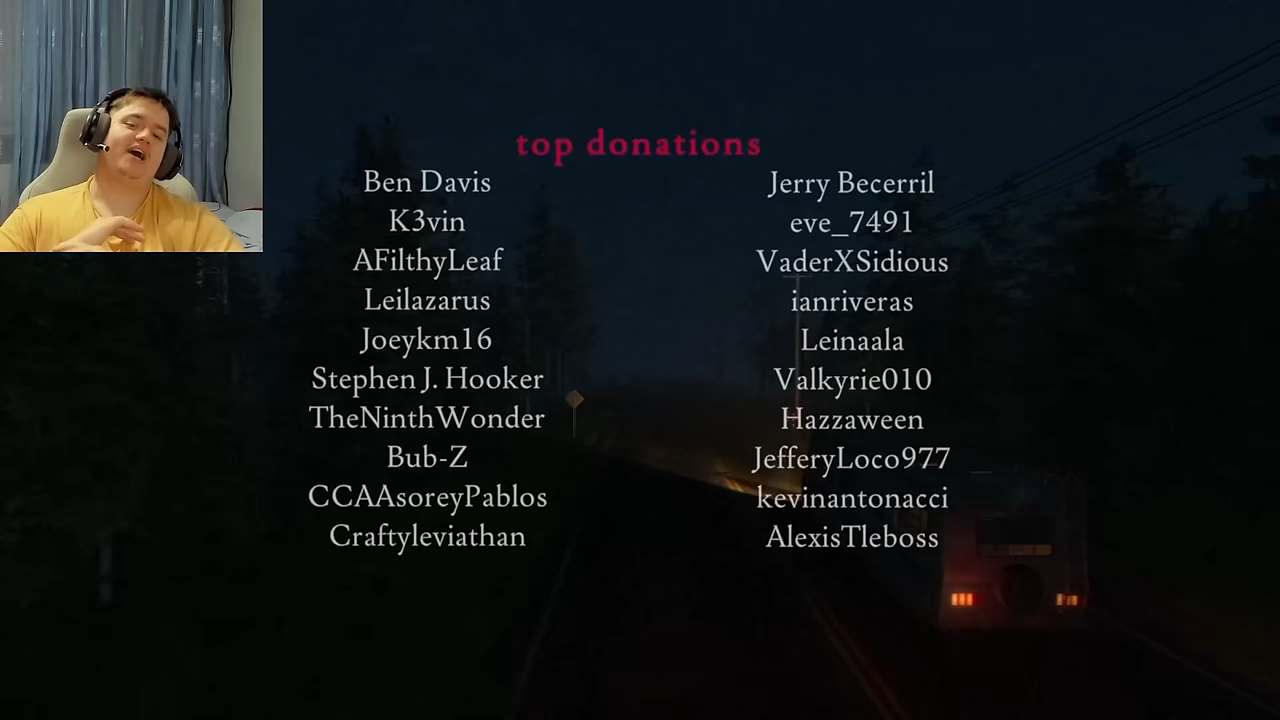 top donations
Ben Davis
K3vin
AFilthyLeaf
Leilazarus
Joeykm16
Stephen J. Hooker
TheNinthWonder
Bub-Z
CCAAsoreyPablos
Craftyleviathan
Jerry Becerril
eve_7491
VaderXSidious
ianriveras
Leinaala
Valkyrie010
Hazzaween
JefferyLoco977
kevinantonacci
AlexisTleboss